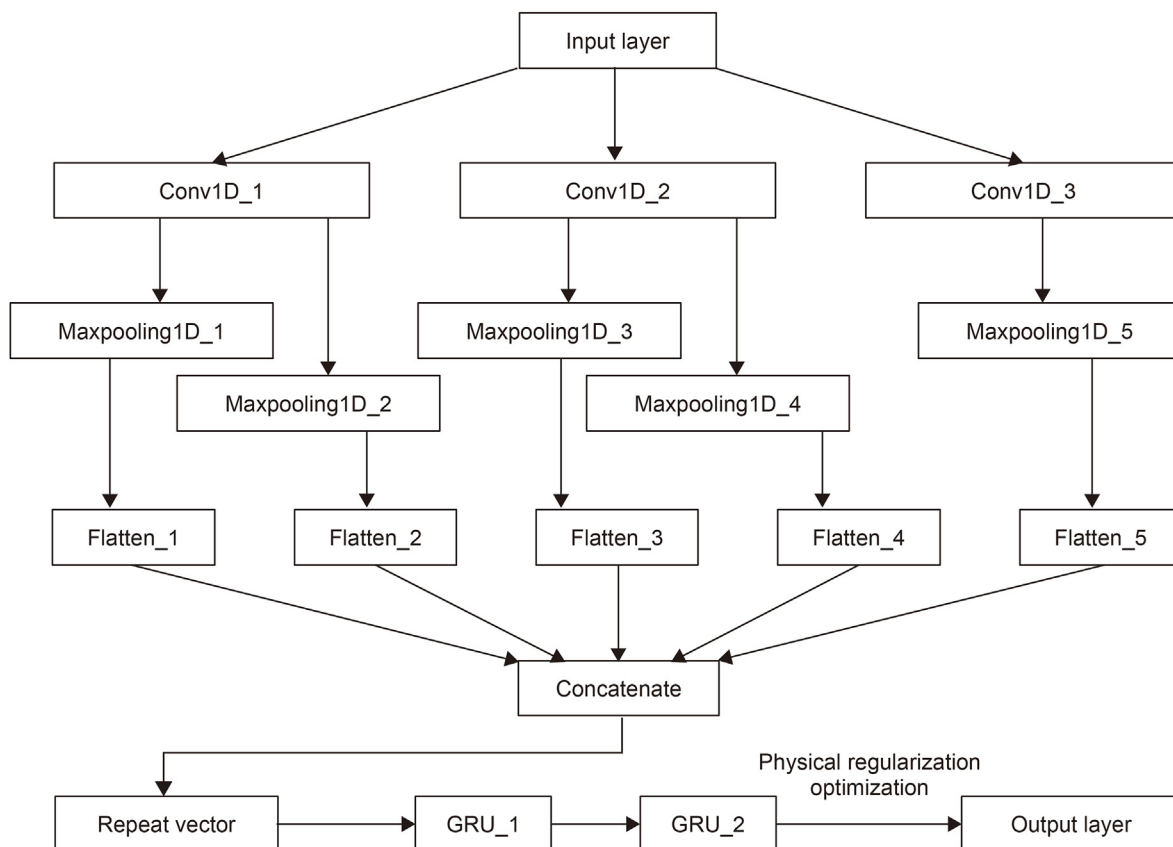 Input layer
Conv1D_1
Conv1D_2
Conv1D_3
Maxpooling1D_1
Maxpooling1D_3
Maxpooling1D_5
Maxpooling1D_2
Maxpooling1D_4
Flatten_1
Flatten_2
Flatten_3
Flatten_4
Flatten_5
Concatenate
Physical regularization
optimization
Repeat vector
GRU_1
GRU_2
Output layer